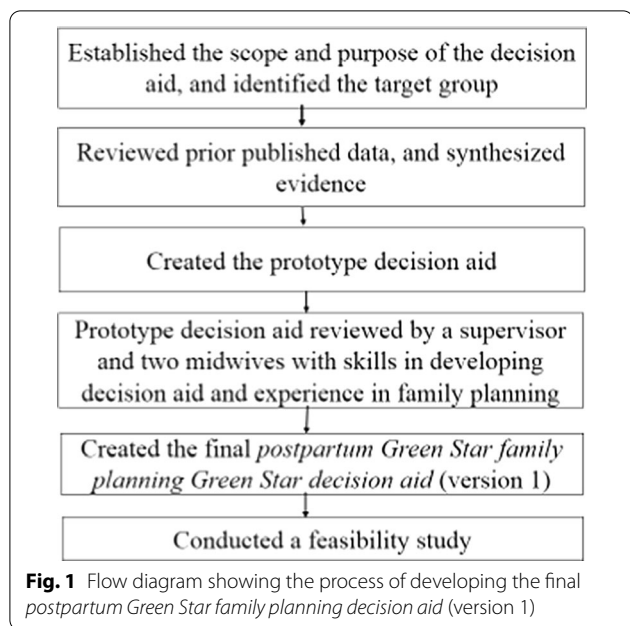 Established the scope and purpose of the decision
aid, and identified the target group
Reviewed prior published data, and synthesized
evidence
Created the prototype decision aid
Prototype decision aid reviewed by a supervisor
and two midwives with skills in developing
decision aid and experience in family planning
Created the final postpartum Green Star family
planning Green Star decision aid (version 1)
Conducted a feasibility study
Fig. 1 Flow diagram showing the process of developing the final
postpartum Green Star family planning decision aid (version 1)